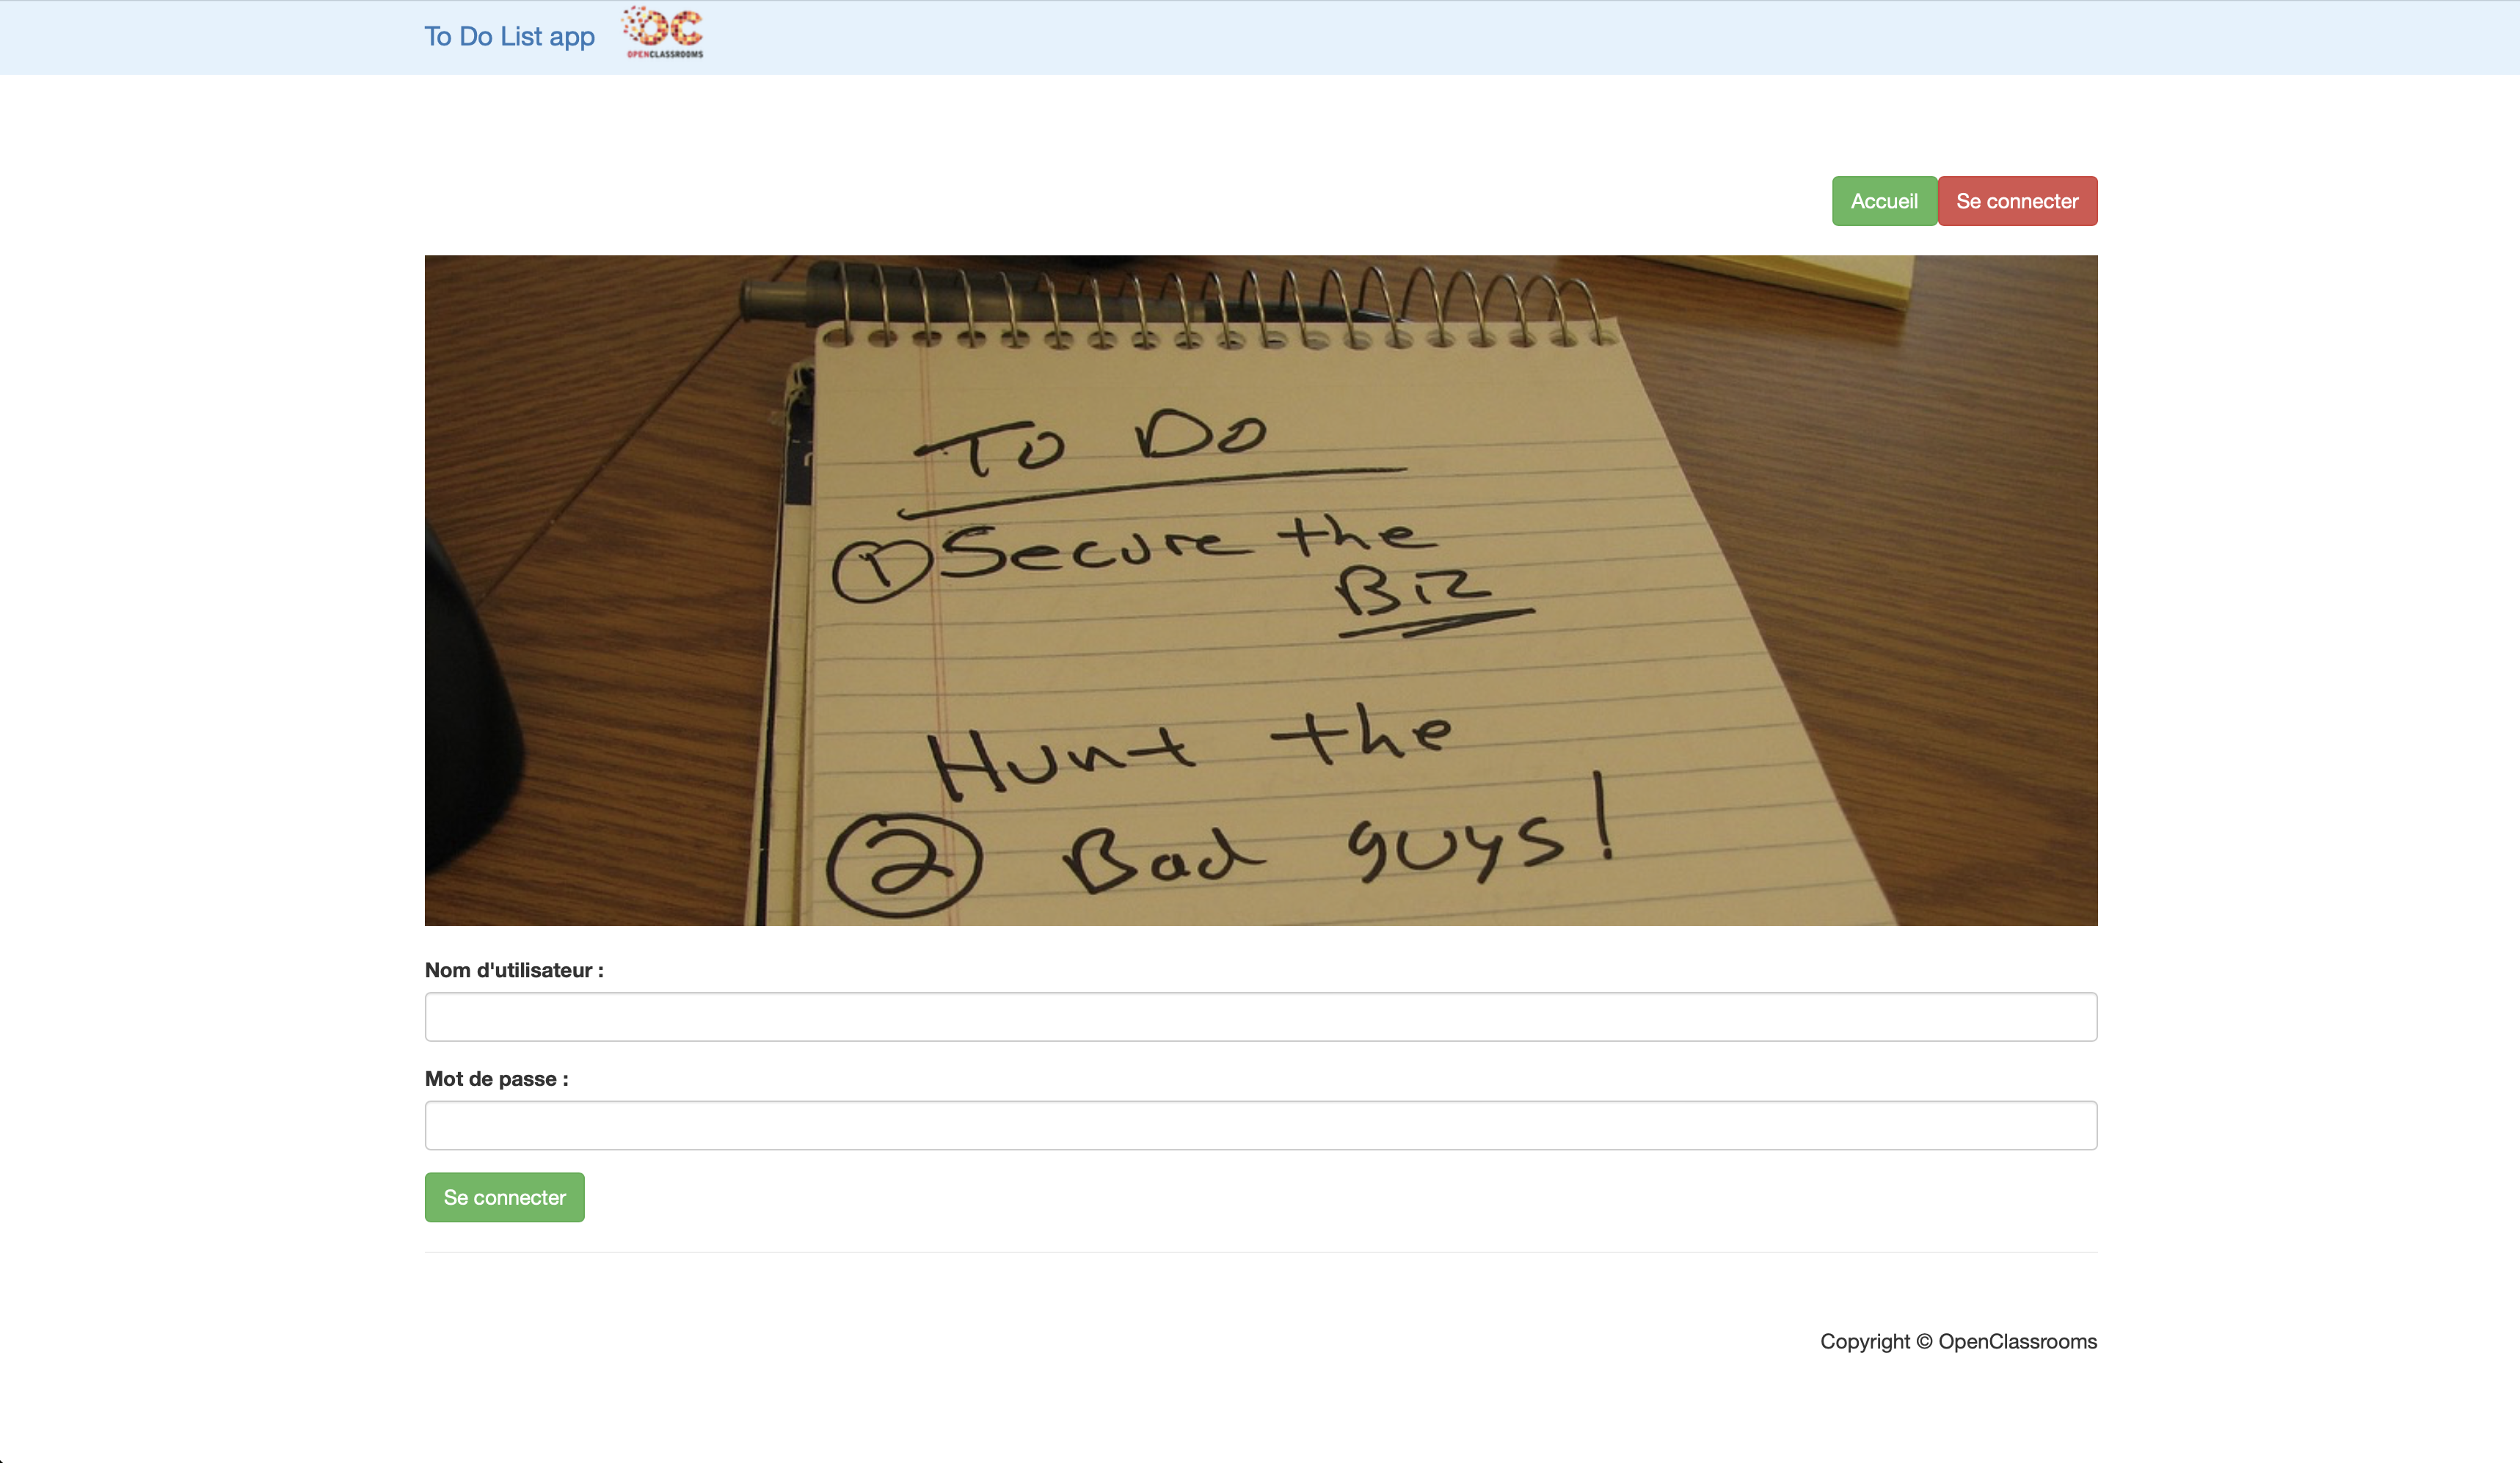 To Do List app
OC
OPENCLASSROOMS
Accueil
Se connecter
To Do
1 Secure the
Biz
Hunt the
2 Bad guys!
Nom d'utilisateur :
Mot de passe :
Se connecter
Copyright © OpenClassrooms